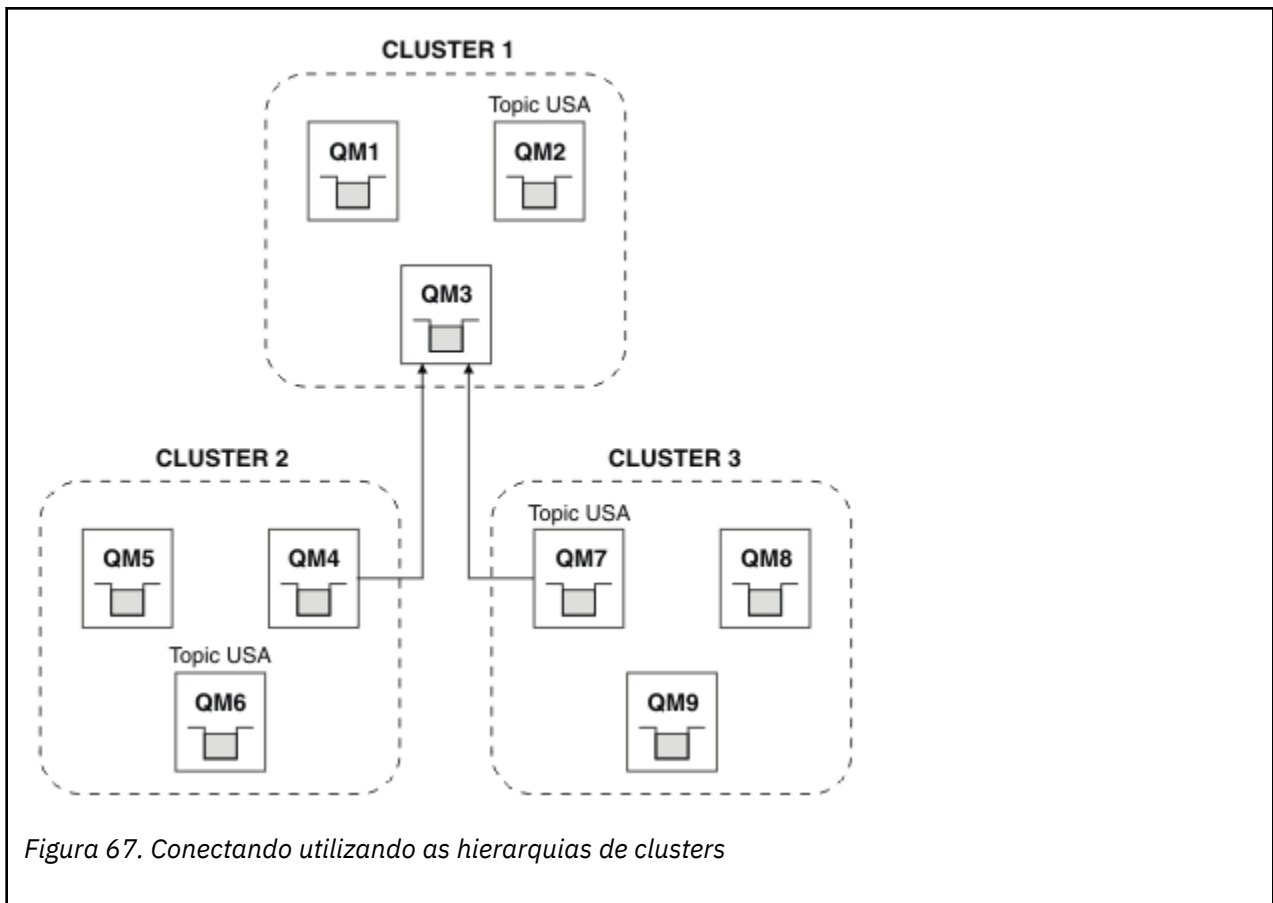 CLUSTER 1
Topic USA
QM1
QM2
QM3
CLUSTER 2
CLUSTER 3
Topic USA
QM5
QM4
QM7
QM8
Topic USA
QM6
QM9
Figura 67. Conectando utilizando as hierarquias de clusters